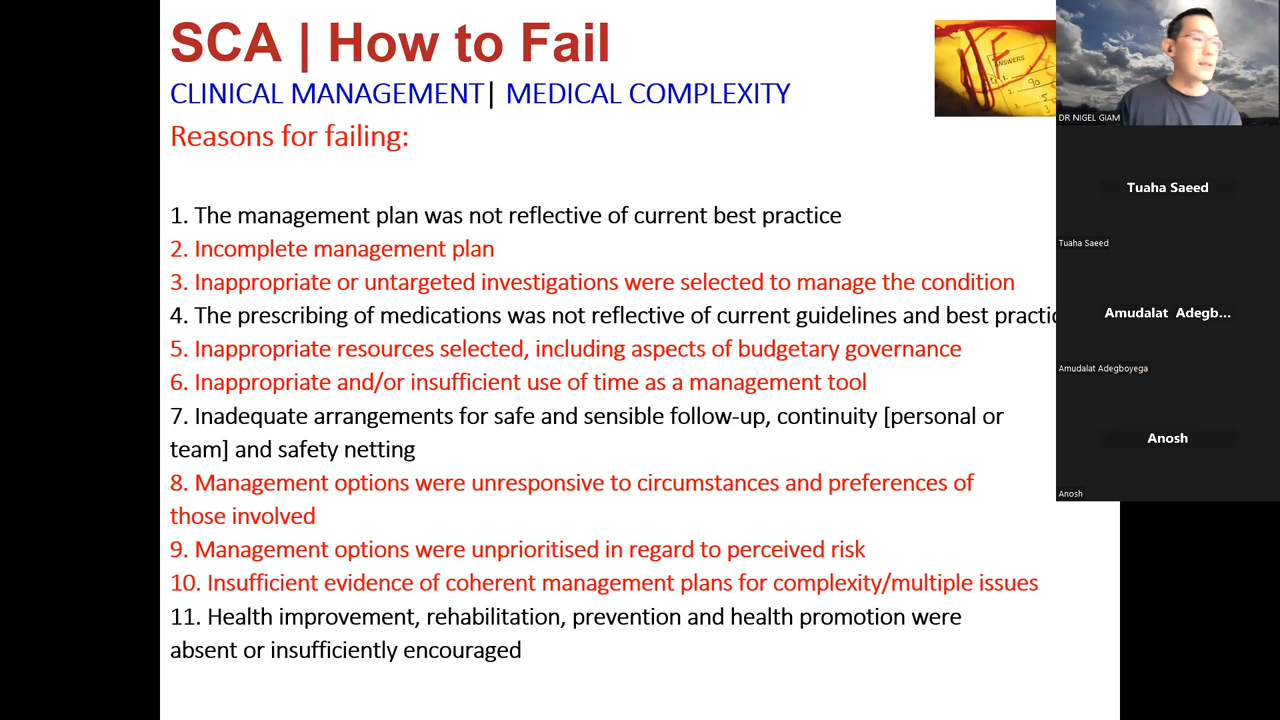 SCA | How to Fail
CLINICAL MANAGEMENT| MEDICAL COMPLEXITY
Reasons for failing:
1. The management plan was not reflective of current best practice
2. Incomplete management plan
3. Inappropriate or untargeted investigations were selected to manage the condition
4. The prescribing of medications was not reflective of current guidelines and best practic
5. Inappropriate resources selected, including aspects of budgetary governance
6. Inappropriate and/or insufficient use of time as a management tool
7. Inadequate arrangements for safe and sensible follow-up, continuity [personal or
team] and safety netting
8. Management options were unresponsive to circumstances and preferences of
those involved
9. Management options were unprioritised in regard to perceived risk
10. Insufficient evidence of coherent management plans for complexity/multiple issues
11. Health improvement, rehabilitation, prevention and health promotion were
absent or insufficiently encouraged
ANSWERS
DR NIGEL GIAM
Tuaha Saeed
Tuaha Saeed
Amudalat Adegb...
Amudalat Adegboyega
Anosh
Anosh